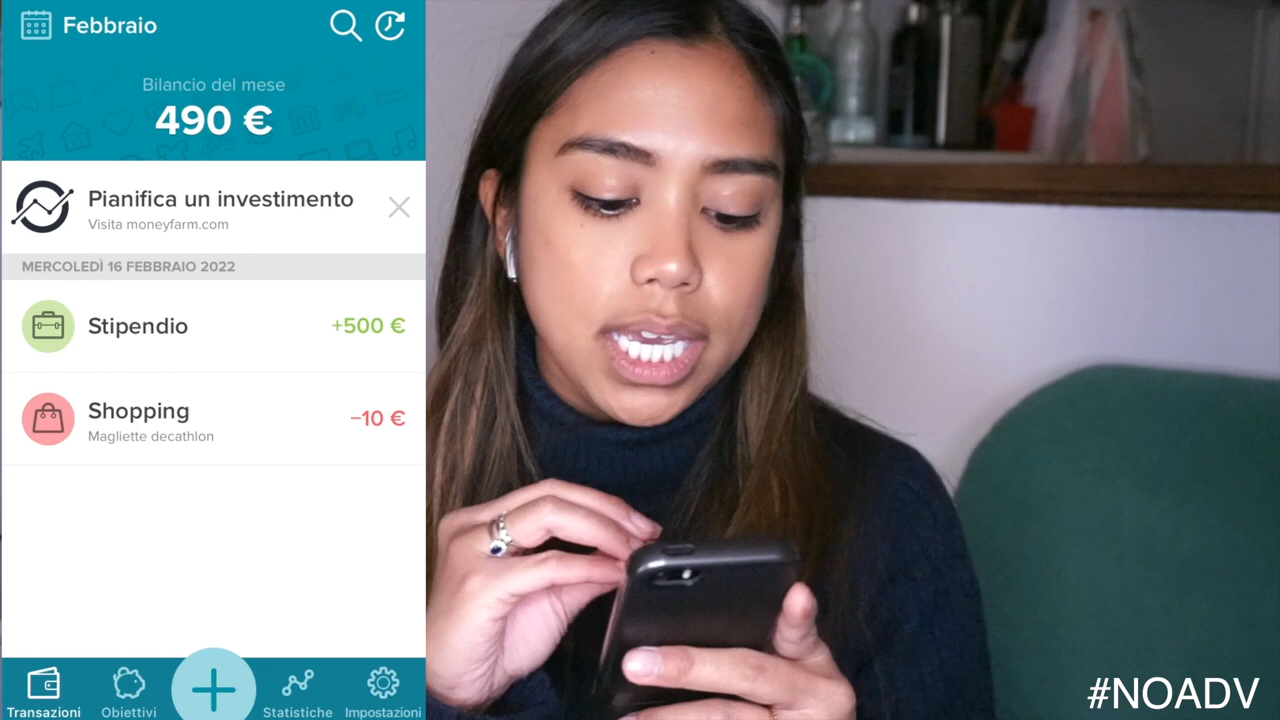 Febbraio
Bilancio del mese
490 €
Pianifica un investimento
Visita moneyfarm.com
MERCOLEDÌ 16 FEBBRAIO 2022
Stipendio
+500 €
Shopping
−10 €
Magliette decathlon
Transazioni
Obiettivi
Statistiche
Impostazioni
#NOADV